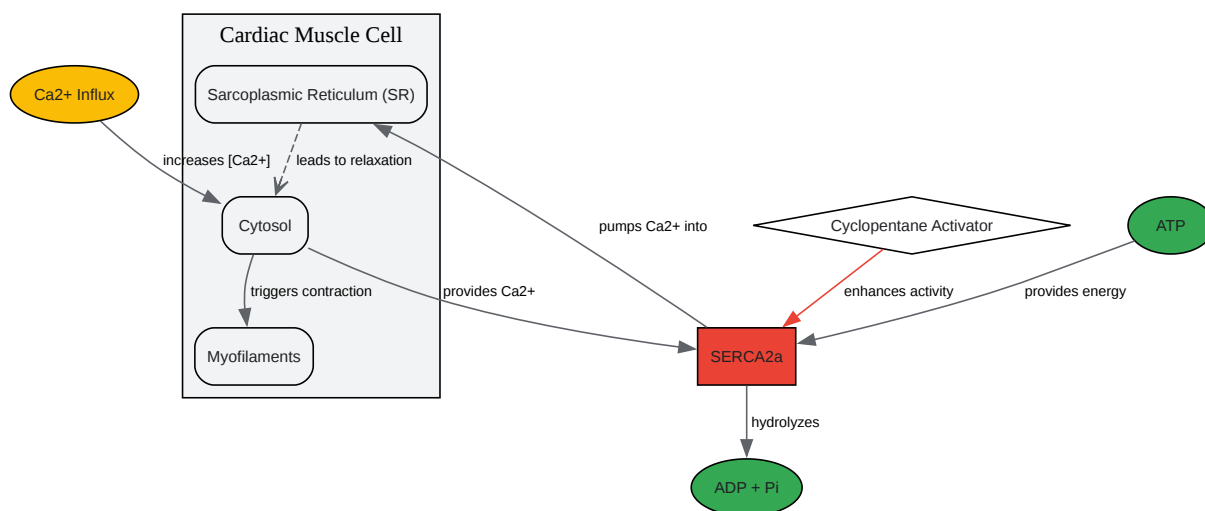 Cardiac Muscle Cell
Ca2+ Influx
Sarcoplasmic Reticulum (SR)
increases [Ca2+]
leads to relaxation
Cytosol
pumps Ca2+ into
Cyclopentane Activator
ATP
triggers contraction
provides Ca2+
enhances activity
provides energy
Myofilaments
SERCA2a
hydrolyzes
ADP + Pi